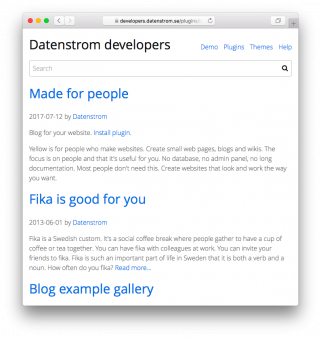 developers.datenstrom.se/plugins
Datenstrom developers
Demo Plugins Themes Help
Search
Made for people
2017-07-12 by Datenstrom
Blog for your website. Install plugin.
Yellow is for people who make websites. Create small web pages, blogs and wikis. The
focus is on people and that it's useful for you. No database, no admin panel, no long
documentation. Most people don't need this. Create websites that look and work the way
you want.
Fika is good for you
2013-06-01 by Datenstrom
Fika is a Swedish custom. It's a social coffee break where people gather to have a cup of
coffee or tea together. You can have fika with colleagues at work. You can invite your
friends to fika. Fika is such an important part of life in Sweden that it is both a verb and a
noun. How often do you fika? Read more...
Blog example gallery